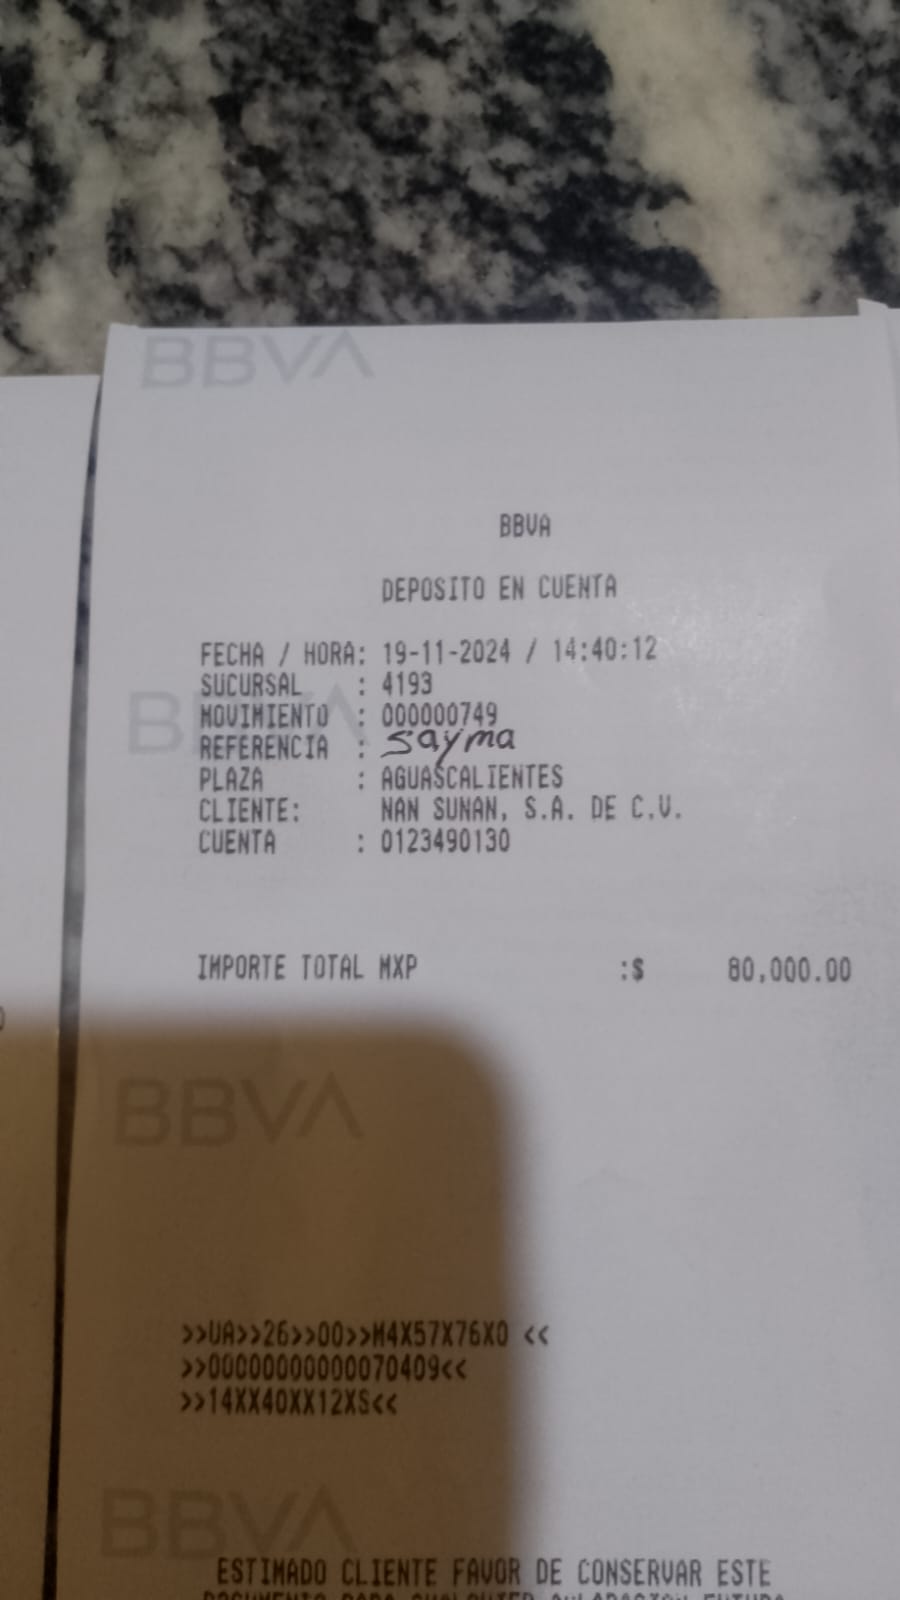 BBVA
BBVA
DEPOSITO EN CUENTA
FECHA / HORA: 19-11-2024 / 14:40:12
SUCURSAL : 4193
BBVA
MOVIMIENTO : 000000749
REFERENCIA : sayma
PLAZA : AGUASCALIENTES
CLIENTE: NAN SUNAN, S.A. DE C.V.
CUENTA : 0123490130
IMPORTE TOTAL MXP :$ 80,000.00
BBVA
>>UA>>26>>00>>M4X57X76X0 <<
>>00000000000070409<<
>>14XX40XX12XS<<
BBVA
ESTIMADO CLIENTE FAVOR DE CONSERVAR ESTE